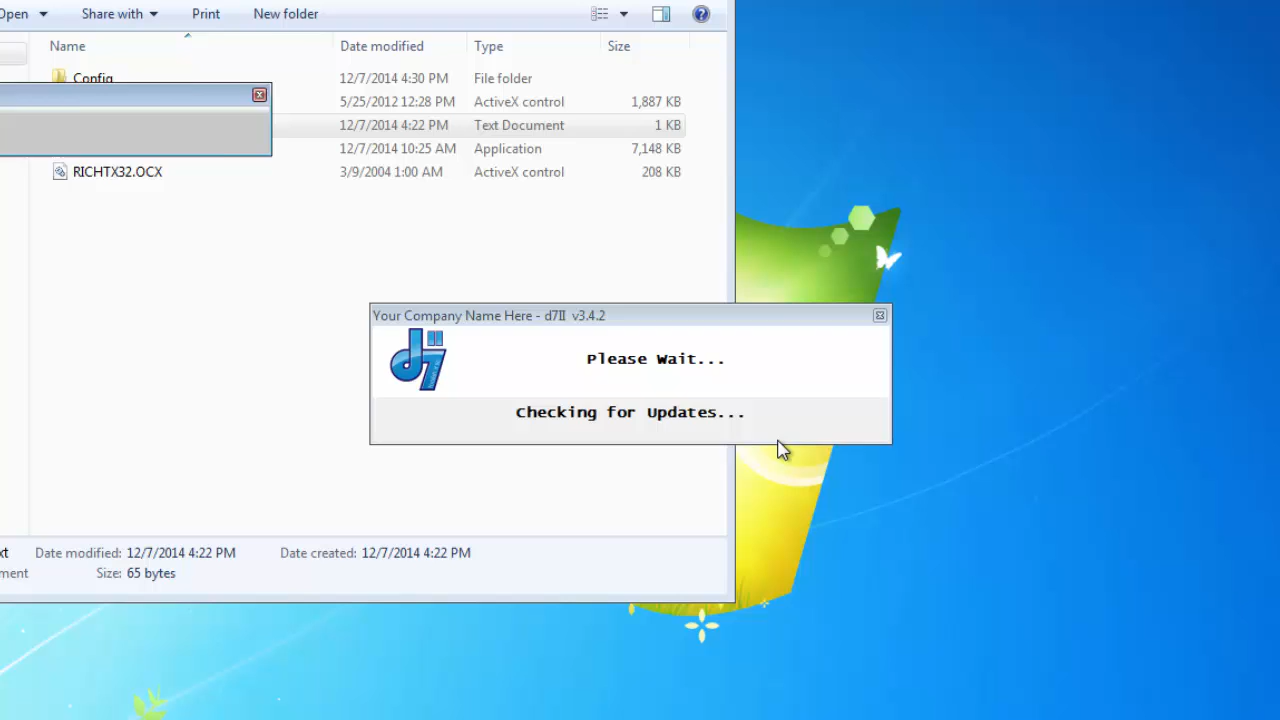 Open Share with Print New folder
Name Date modified Type Size
Config 12/7/2014 4:30 PM File folder
5/25/2012 12:28 PM ActiveX control 1,887 KB
12/7/2014 4:22 PM Text Document 1 KB
12/7/2014 10:25 AM Application 7,148 KB
RICHTX32.OCX 3/9/2004 1:00 AM ActiveX control 208 KB
Your Company Name Here - d7II v3.4.2
d7II
Please Wait...
Checking for Updates...
xt Date modified: 12/7/2014 4:22 PM Date created: 12/7/2014 4:22 PM
ment Size: 65 bytes